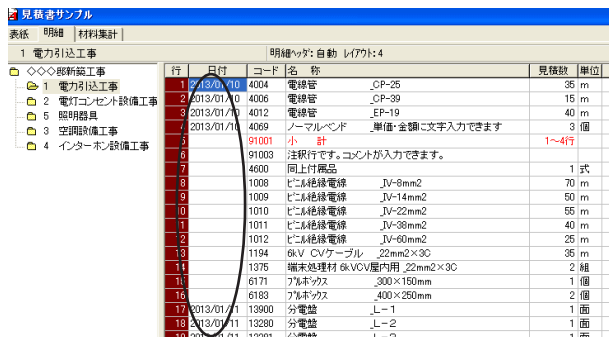 見積書サンプル
表紙 明細 材料集計
1 電力引込工事 明細ヘッダ:自動 レイアウト:4
◇◇◇邸新築工事
1 電力引込工事
2 電灯コンセント設備工事
5 照明器具
3 空調設備工事
4 インターホン設備工事
行 日付 コード 名 称 見積数 単位
1 2013/01/10 4004 電線管 _CP-25 35 m
2 2013/01/10 4006 電線管 _CP-39 15 m
3 2013/01/10 4012 電線管 _EP-19 40 m
4 2013/01/10 4069 ノーマルベンド _単価・金額に文字入力できます 3 個
5 91001 小 計 1～4行
6 91003 注釈行です。コメントが入力できます。
7 4600 同上付属品 1 式
8 1008 ビニル絶縁電線 _IV-8mm2 70 m
9 1009 ビニル絶縁電線 _IV-14mm2 50 m
10 1010 ビニル絶縁電線 _IV-22mm2 55 m
11 1011 ビニル絶縁電線 _IV-38mm2 40 m
12 1012 ビニル絶縁電線 _IV-60mm2 25 m
13 1194 6kV CVケーブル _22mm2×3C 35 m
14 1375 端末処理材 6kVCV屋内用 _22mm2×3C 2 組
15 6171 プルボックス _300×150mm 1 個
16 6183 プルボックス _400×250mm 2 個
17 2013/01/11 13900 分電盤 _L-1 1 面
18 2013/01/11 13280 分電盤 _L-2 1 面